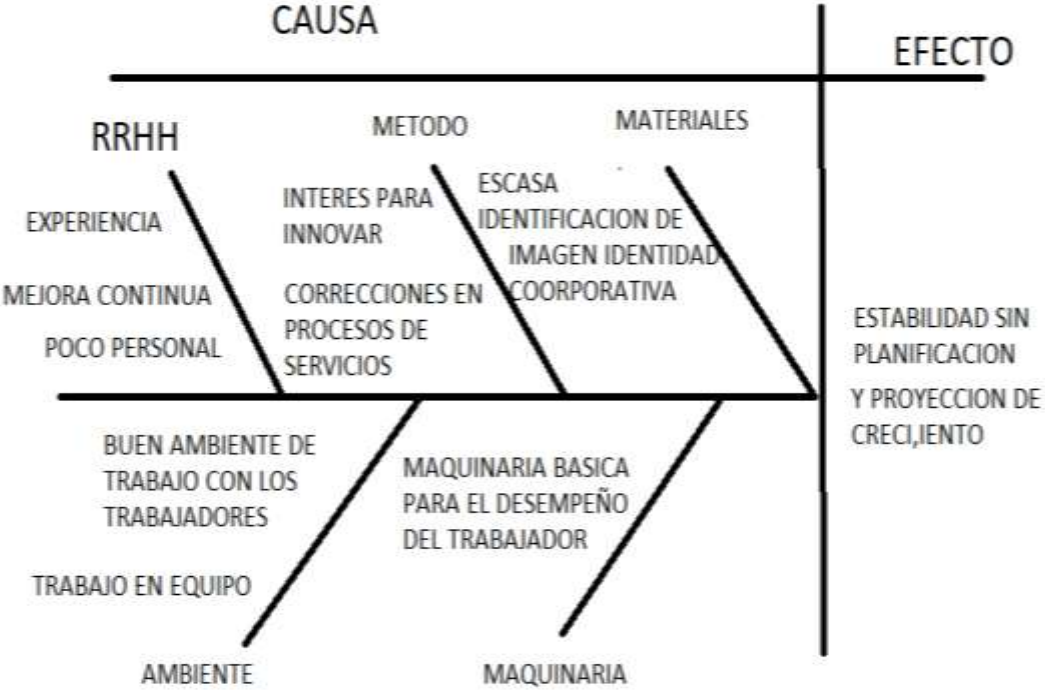 CAUSA
EFECTO
RRHH
METODO
MATERIALES
EXPERIENCIA
MEJORA CONTINUA
POCO PERSONAL
INTERES PARA
INNOVAR
CORRECCIONES EN
PROCESOS DE
SERVICIOS
ESCASA
IDENTIFICACION DE
IMAGEN IDENTIDAD
COORPORATIVA
ESTABILIDAD SIN
PLANIFICACION
Y PROYECCION DE
CRECI,IENTO
BUEN AMBIENTE DE
TRABAJO CON LOS
TRABAJADORES
TRABAJO EN EQUIPO
MAQUINARIA BASICA
PARA EL DESEMPEÑO
DEL TRABAJADOR
AMBIENTE
MAQUINARIA